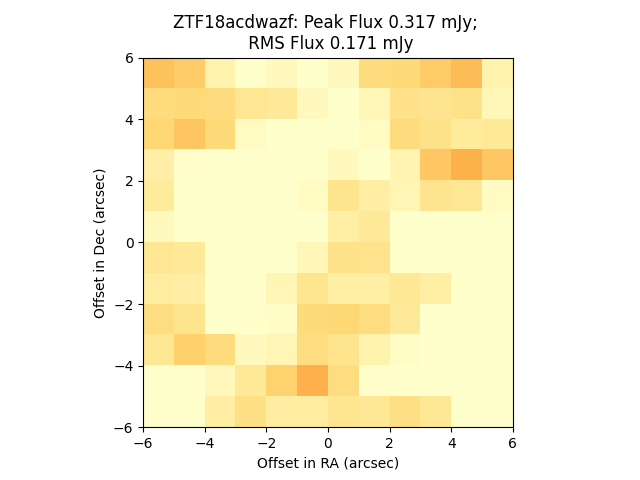 ZTF18acdwazf: Peak Flux 0.317 mJy;
RMS Flux 0.171 mJy
6
4
2
0
−2
−4
−6
Offset in Dec (arcsec)
−6 −4 −2 0 2 4 6
Offset in RA (arcsec)